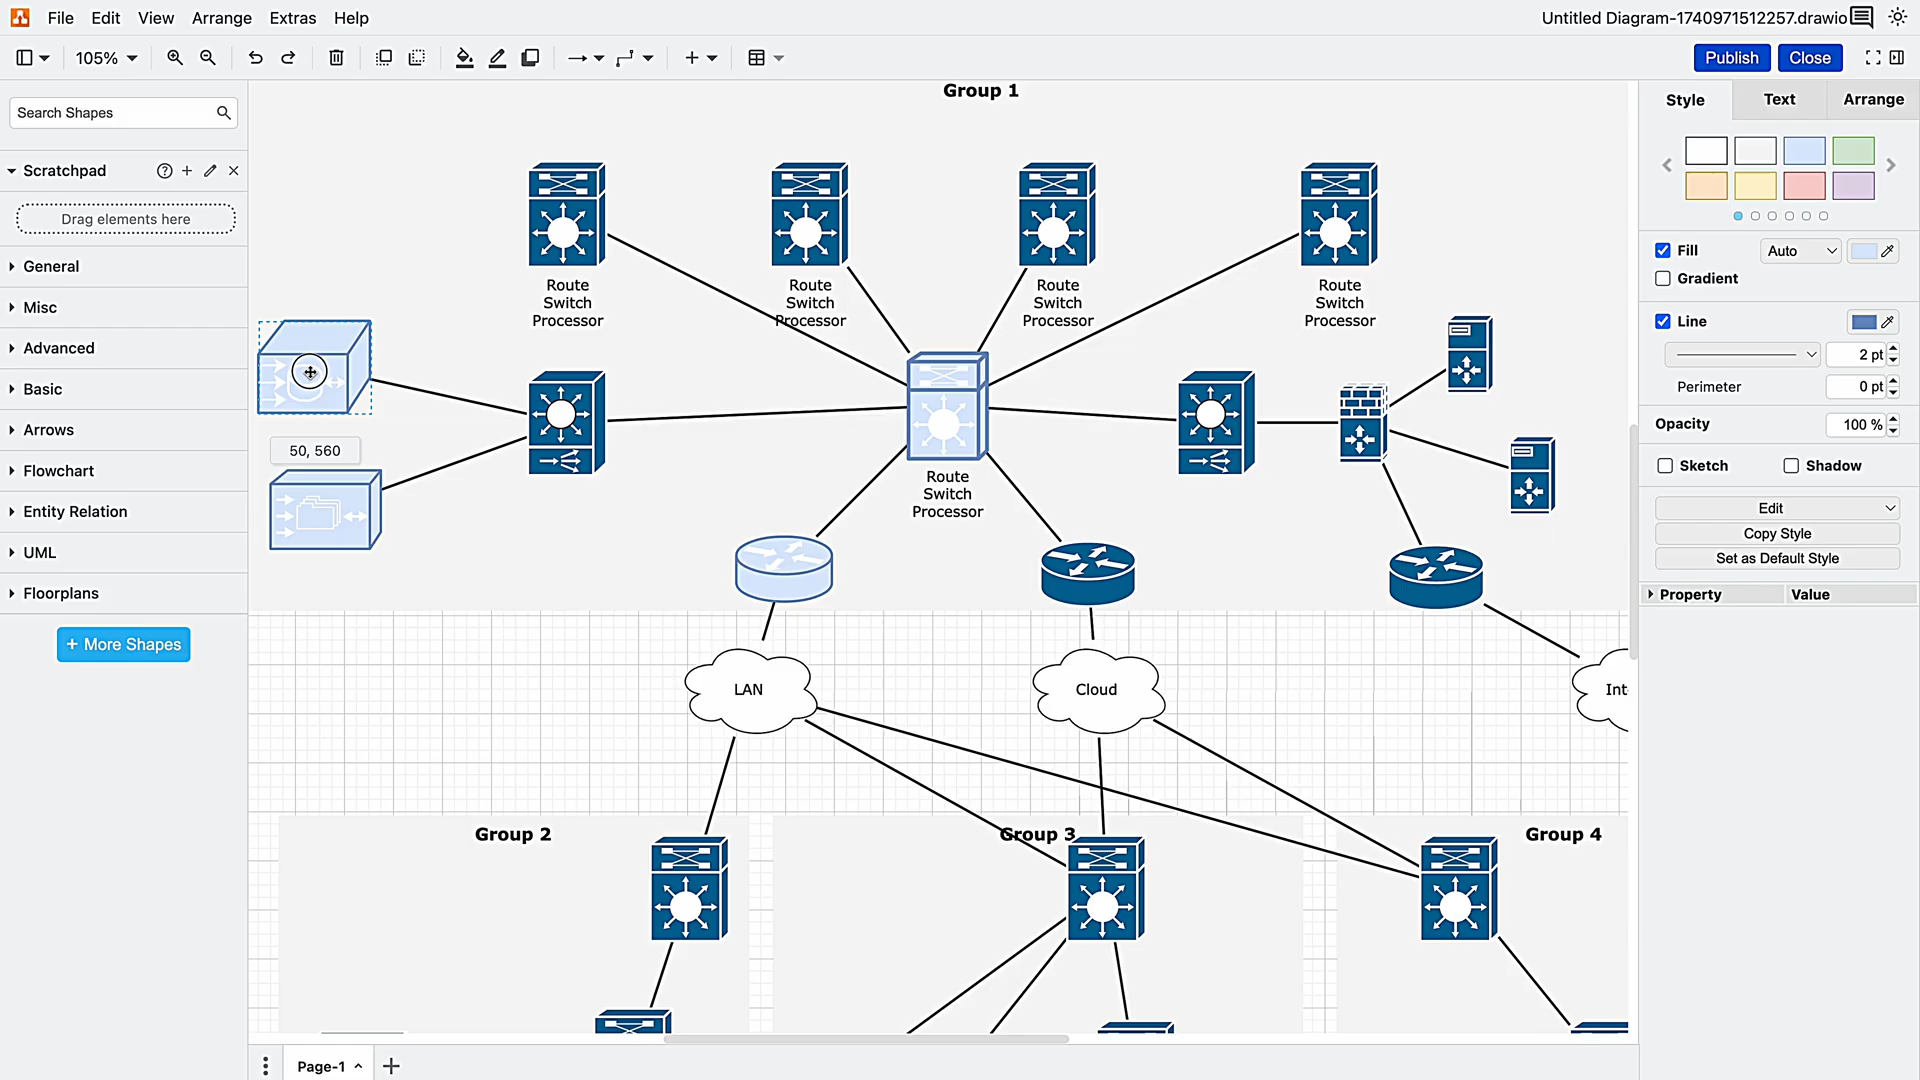 File Edit View Arrange Extras Help
Untitled Diagram-1740971512257.drawio
105%
Publish
Close
Search Shapes
Scratchpad
Drag elements here
General
Misc
Advanced
Basic
Arrows
Flowchart
Entity Relation
UML
Floorplans
+ More Shapes
Group 1
Route
Switch
Processor
Route
Switch
Processor
Route
Switch
Processor
Route
Switch
Processor
50, 560
Route
Switch
Processor
LAN
Cloud
Int
Group 2
Group 3
Group 4
Page-1
Style
Text
Arrange
Fill
Auto
Gradient
Line
2 pt
Perimeter
0 pt
Opacity
100 %
Sketch
Shadow
Edit
Copy Style
Set as Default Style
Property
Value